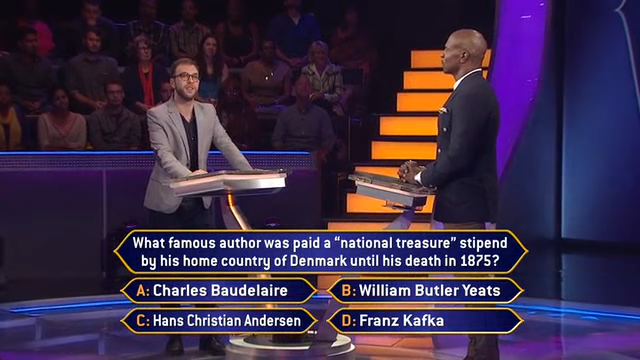 What famous author was paid a “national treasure” stipend
by his home country of Denmark until his death in 1875?
A: Charles Baudelaire
B: William Butler Yeats
C: Hans Christian Andersen
D: Franz Kafka